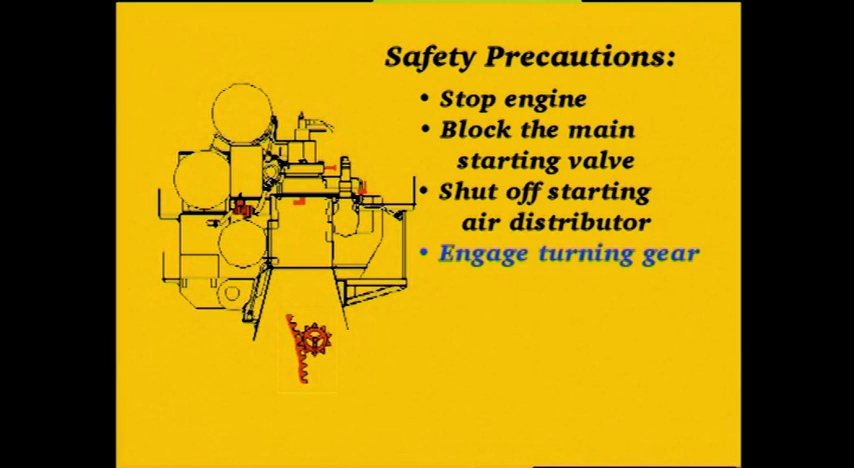 Safety Precautions:
• Stop engine
• Block the main
starting valve
• Shut off starting
air distributor
• Engage turning gear